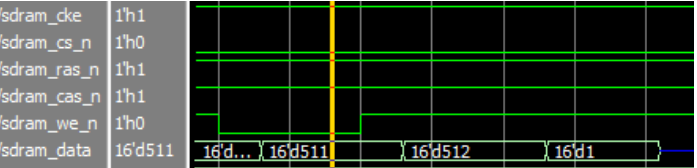 /sdram_cke 1'h1
/sdram_cs_n 1'h0
/sdram_ras_n 1'h1
/sdram_cas_n 1'h1
/sdram_we_n 1'h0
/sdram_data 16'd511 16'd... 16'd511 16'd512 16'd1